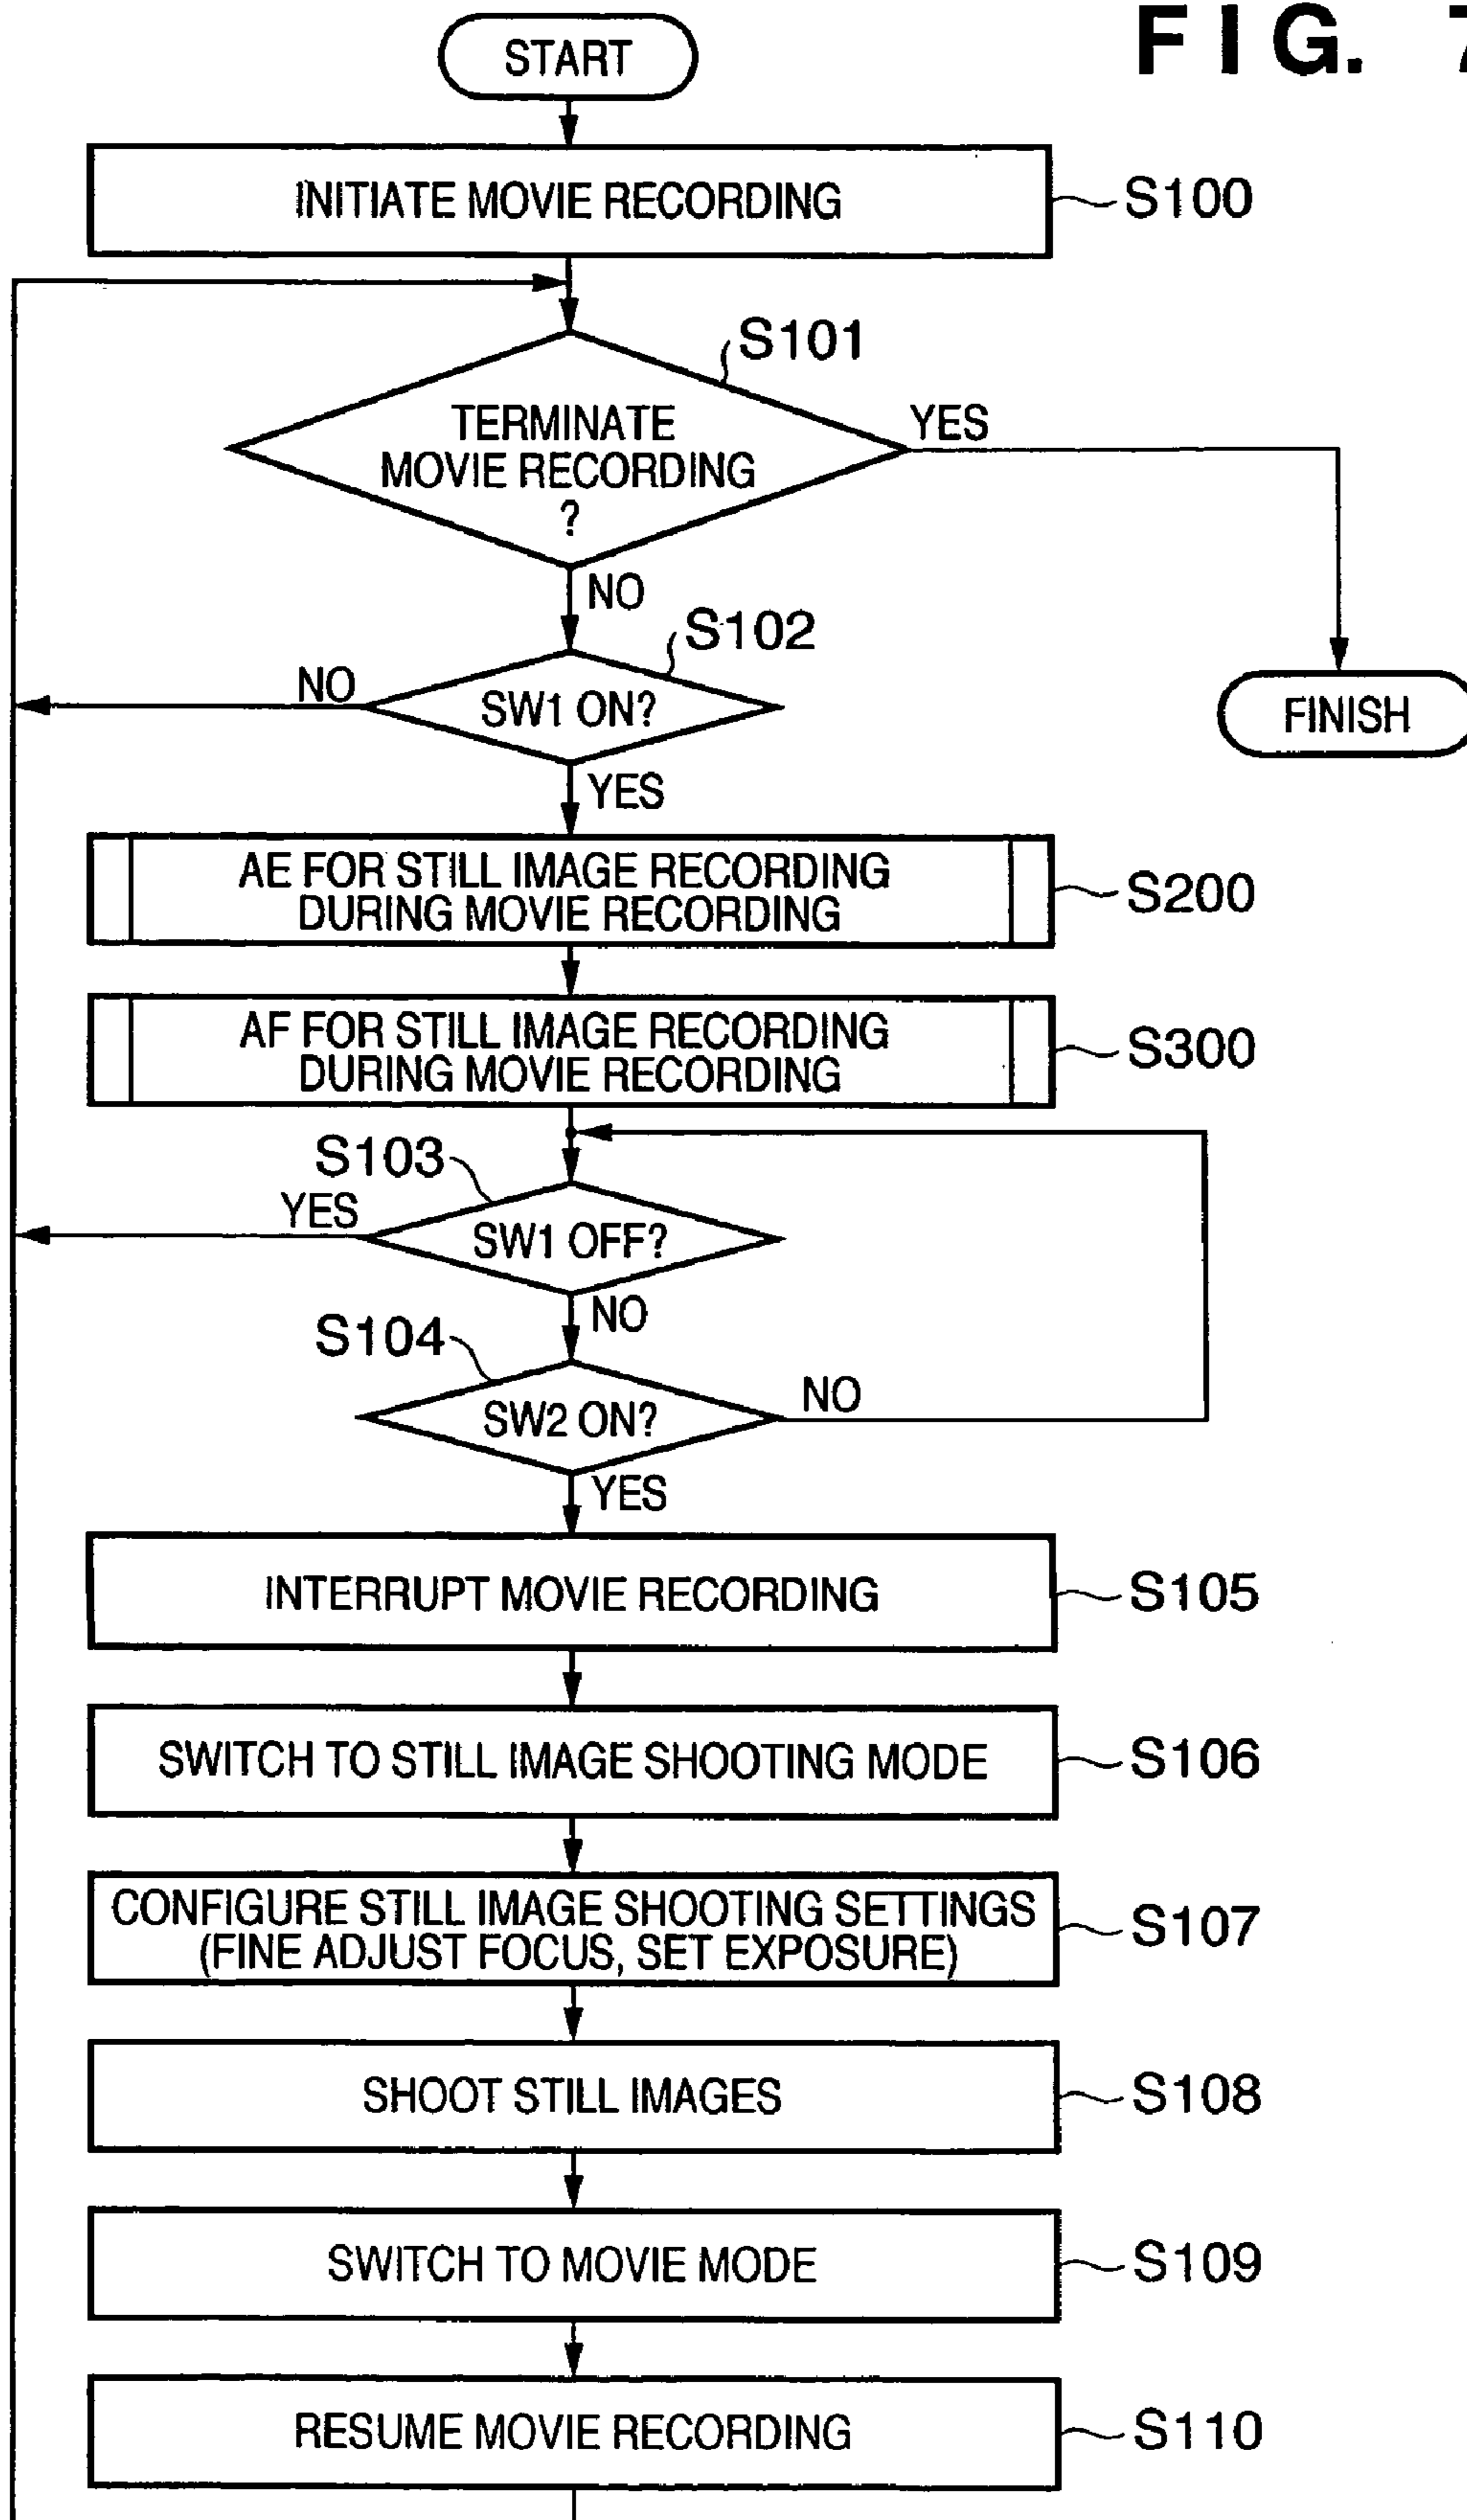 FIG. 7
START
INITIATE MOVIE RECORDING
S100
S101
TERMINATE
MOVIE RECORDING
?
YES
NO
S102
SW1 ON?
NO
FINISH
YES
AE FOR STILL IMAGE RECORDING
DURING MOVIE RECORDING
S200
AF FOR STILL IMAGE RECORDING
DURING MOVIE RECORDING
S300
S103
YES
SW1 OFF?
NO
S104
SW2 ON?
NO
YES
INTERRUPT MOVIE RECORDING
S105
SWITCH TO STILL IMAGE SHOOTING MODE
S106
CONFIGURE STILL IMAGE SHOOTING SETTINGS
(FINE ADJUST FOCUS, SET EXPOSURE)
S107
SHOOT STILL IMAGES
S108
SWITCH TO MOVIE MODE
S109
RESUME MOVIE RECORDING
S110